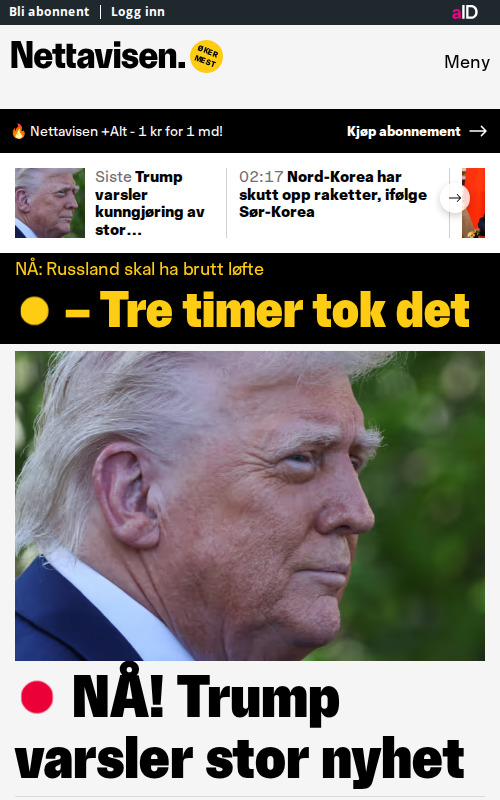 Bli abonnent
Logg inn
aID
Nettavisen.
ØKER
MEST
Meny
🔥 Nettavisen +Alt - 1 kr for 1 md!
Kjøp abonnement →
Siste Trump
varsler
kunngjøring av
stor...
02:17 Nord-Korea har
skutt opp raketter, ifølge
Sør-Korea
NÅ: Russland skal ha brutt løfte
– Tre timer tok det
NÅ! Trump
varsler stor nyhet